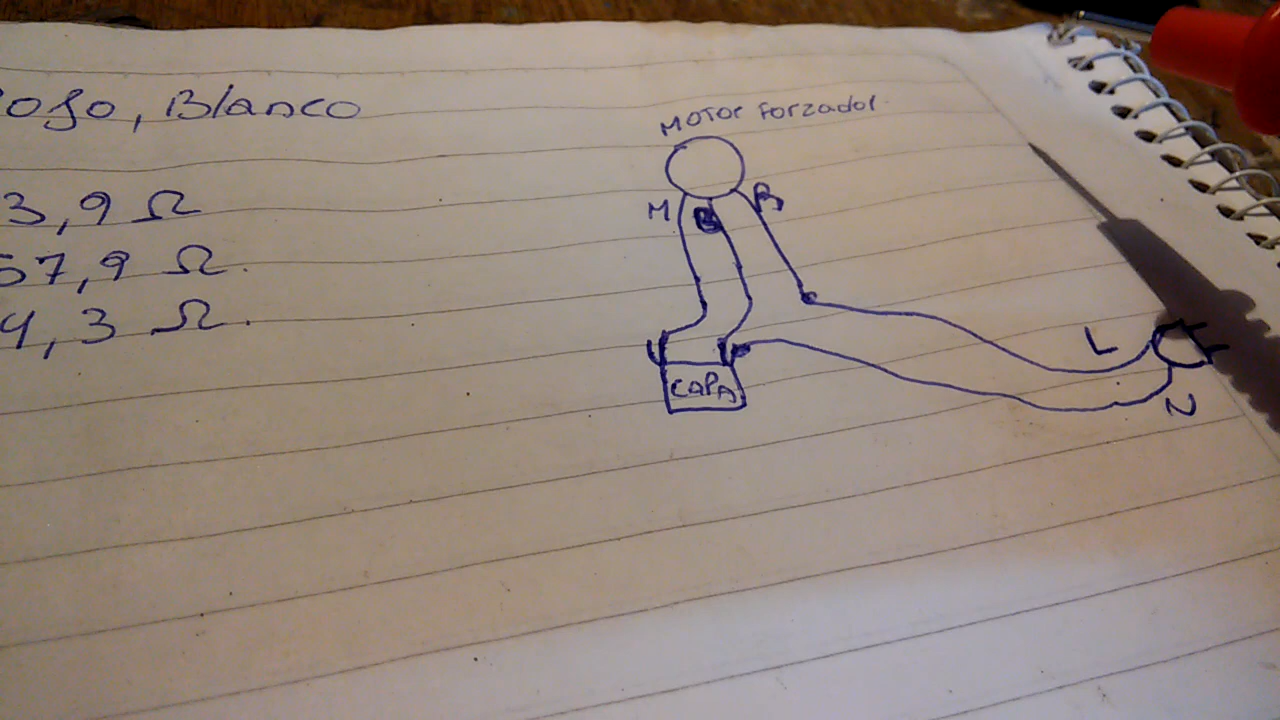 ojo, Blanco
3,9 Ω
57,9 Ω.
4,3 Ω.
MOTOR Forzador.
M B B
L
CAPA
N